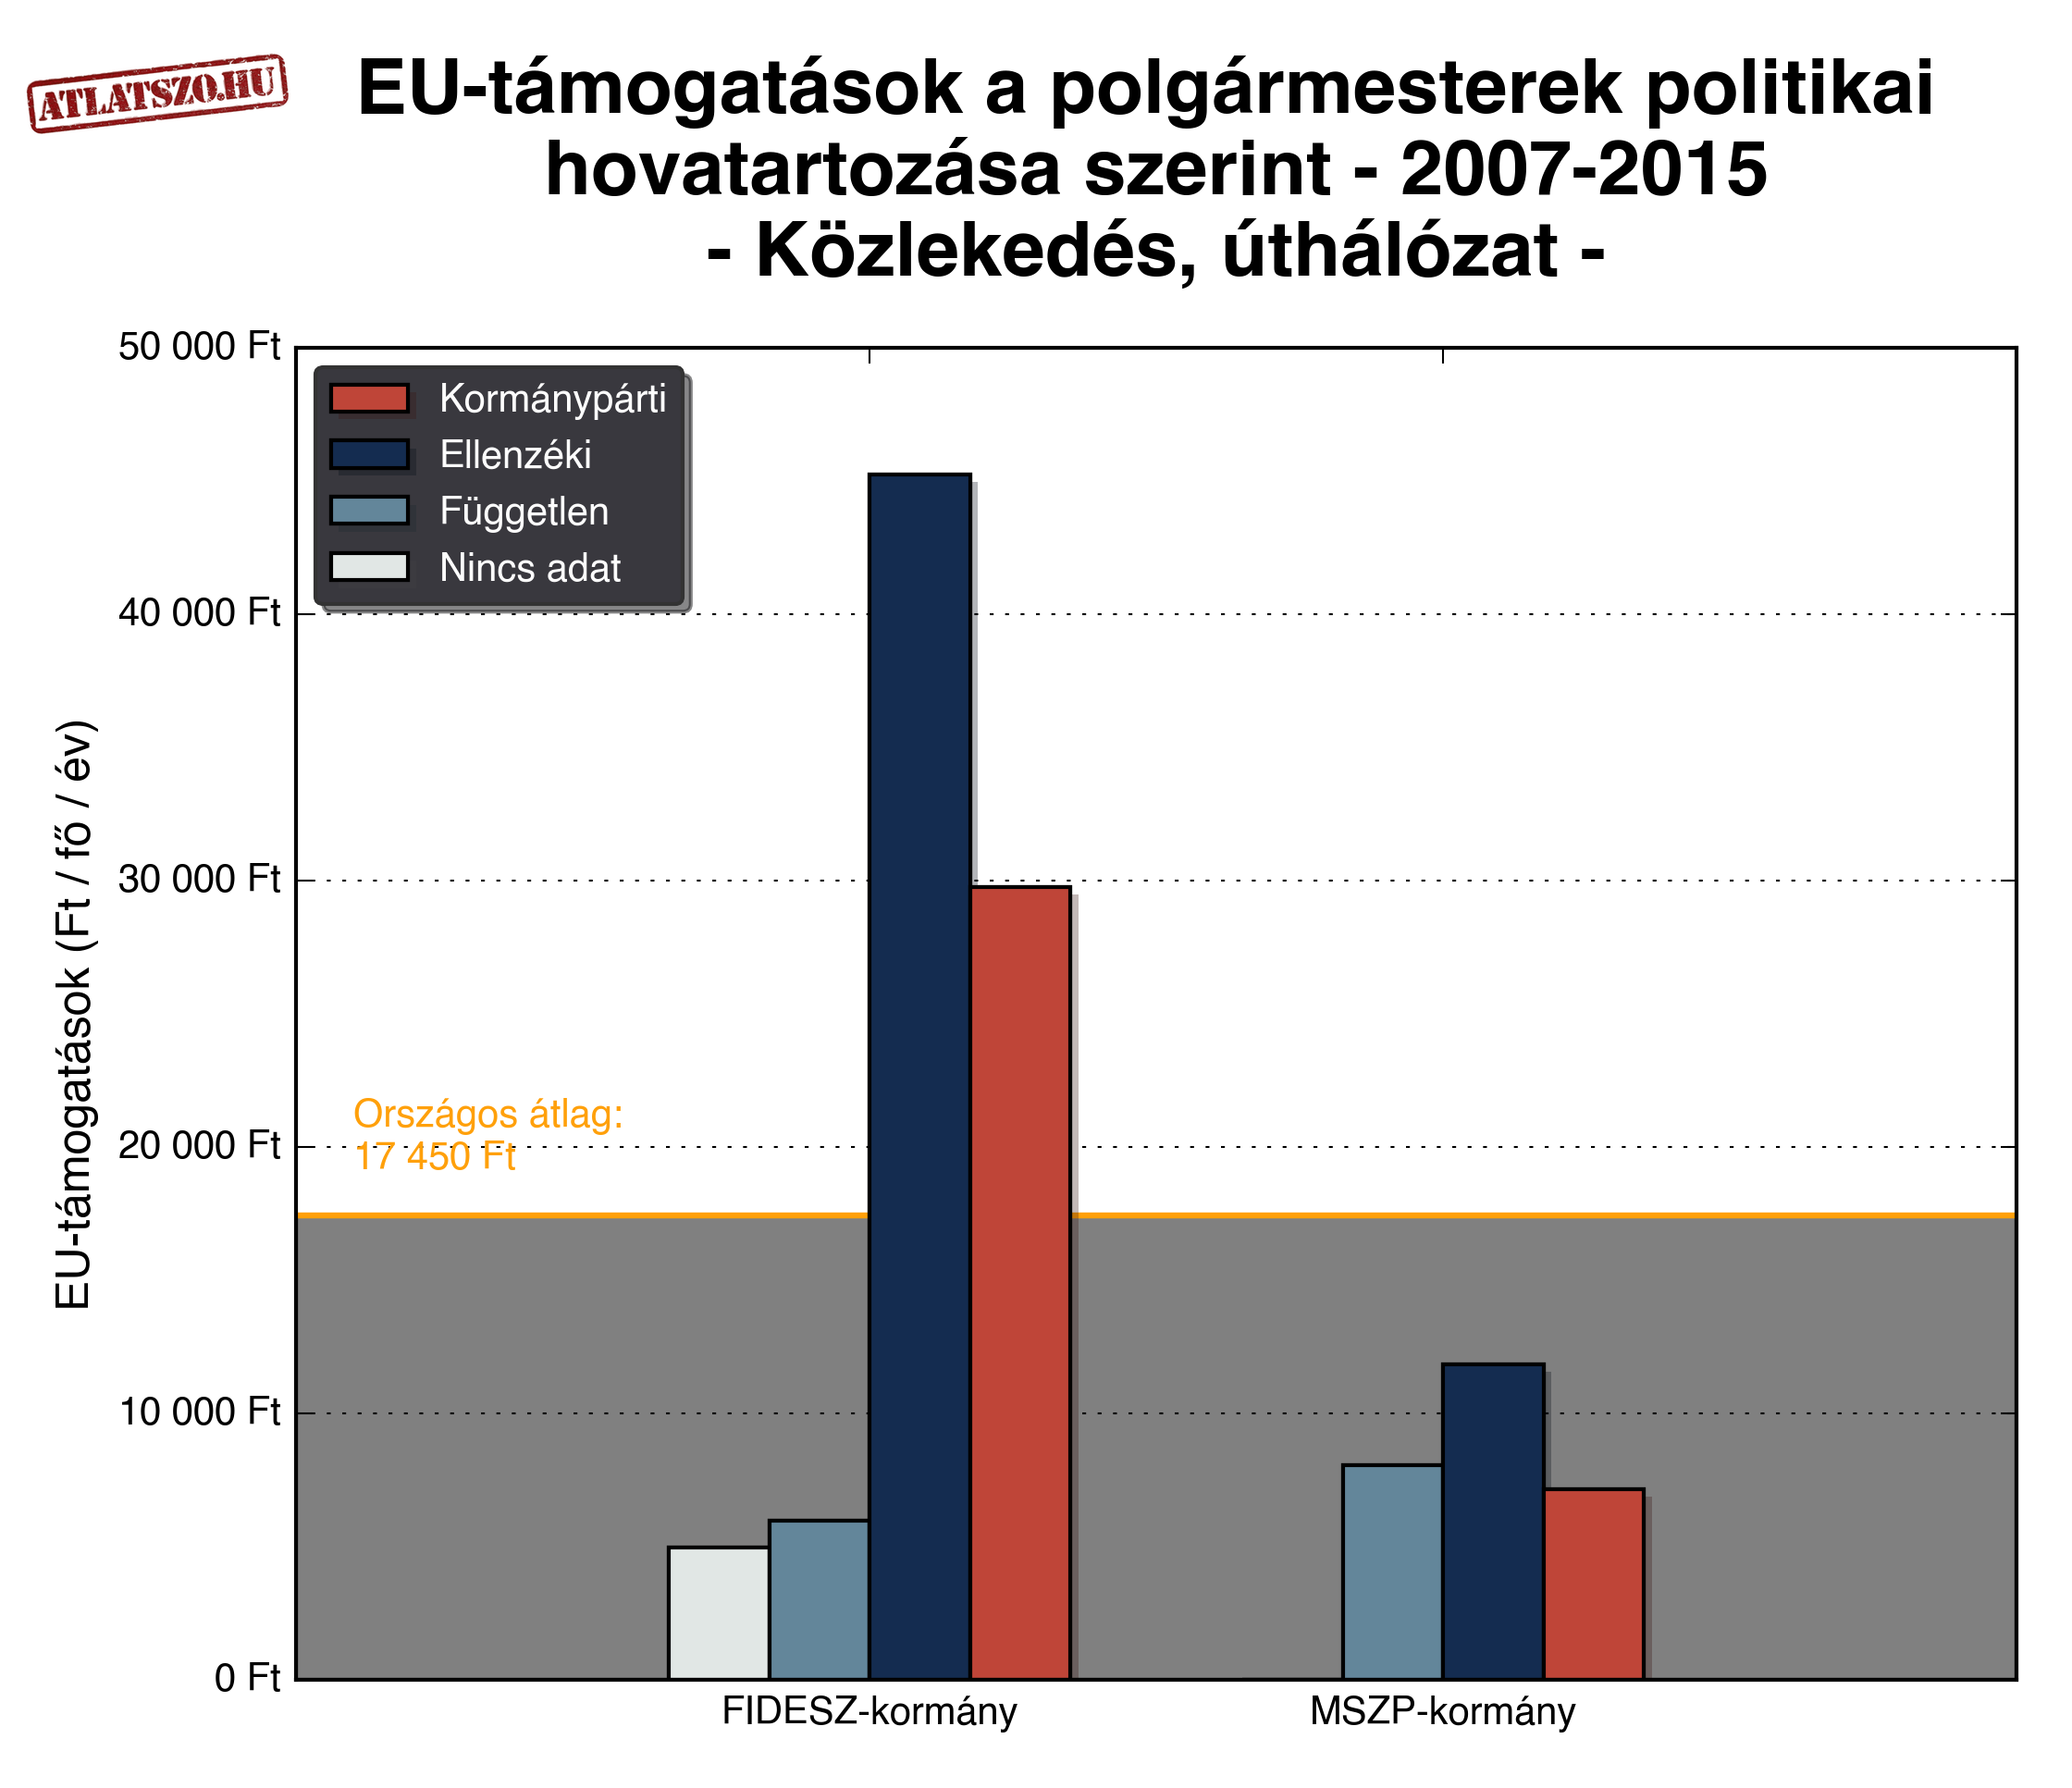 ATLATSZO.HU
EU-támogatások a polgármesterek politikai
hovatartozása szerint - 2007-2015
- Közlekedés, úthálózat -
50 000 Ft
40 000 Ft
30 000 Ft
20 000 Ft
10 000 Ft
0 Ft
EU-támogatások (Ft / fő / év)
Kormánypárti
Ellenzéki
Független
Nincs adat
Országos átlag:
17 450 Ft
FIDESZ-kormány
MSZP-kormány